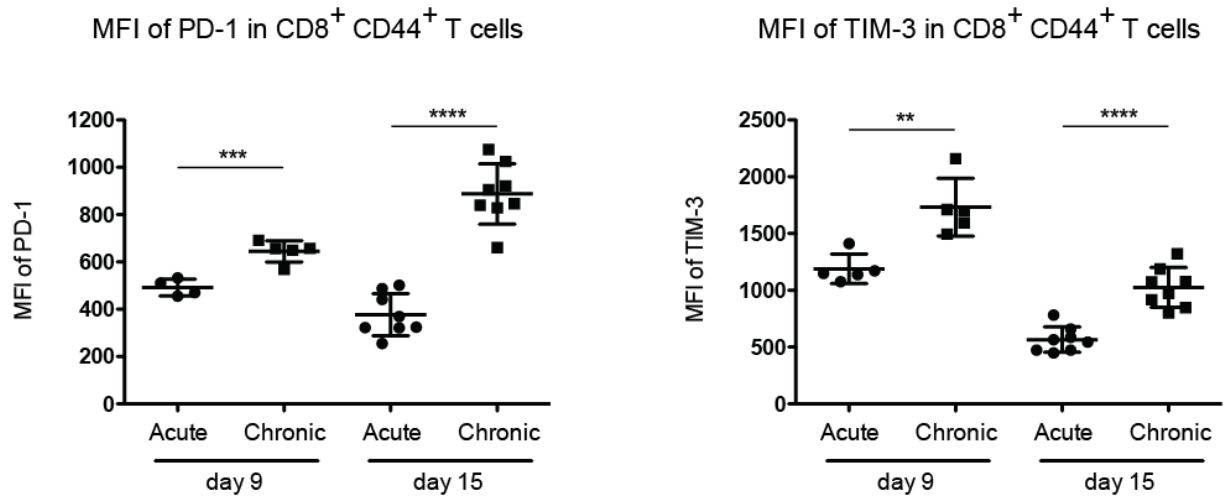 MFI of PD-1 in CD8+ CD44+ T cells
MFI of PD-1
1200
1000
800
600
400
200
0
***
****
Acute Chronic Acute Chronic
day 9 day 15
MFI of TIM-3 in CD8+ CD44+ T cells
MFI of TIM-3
2500
2000
1500
1000
500
0
**
****
Acute Chronic Acute Chronic
day 9 day 15